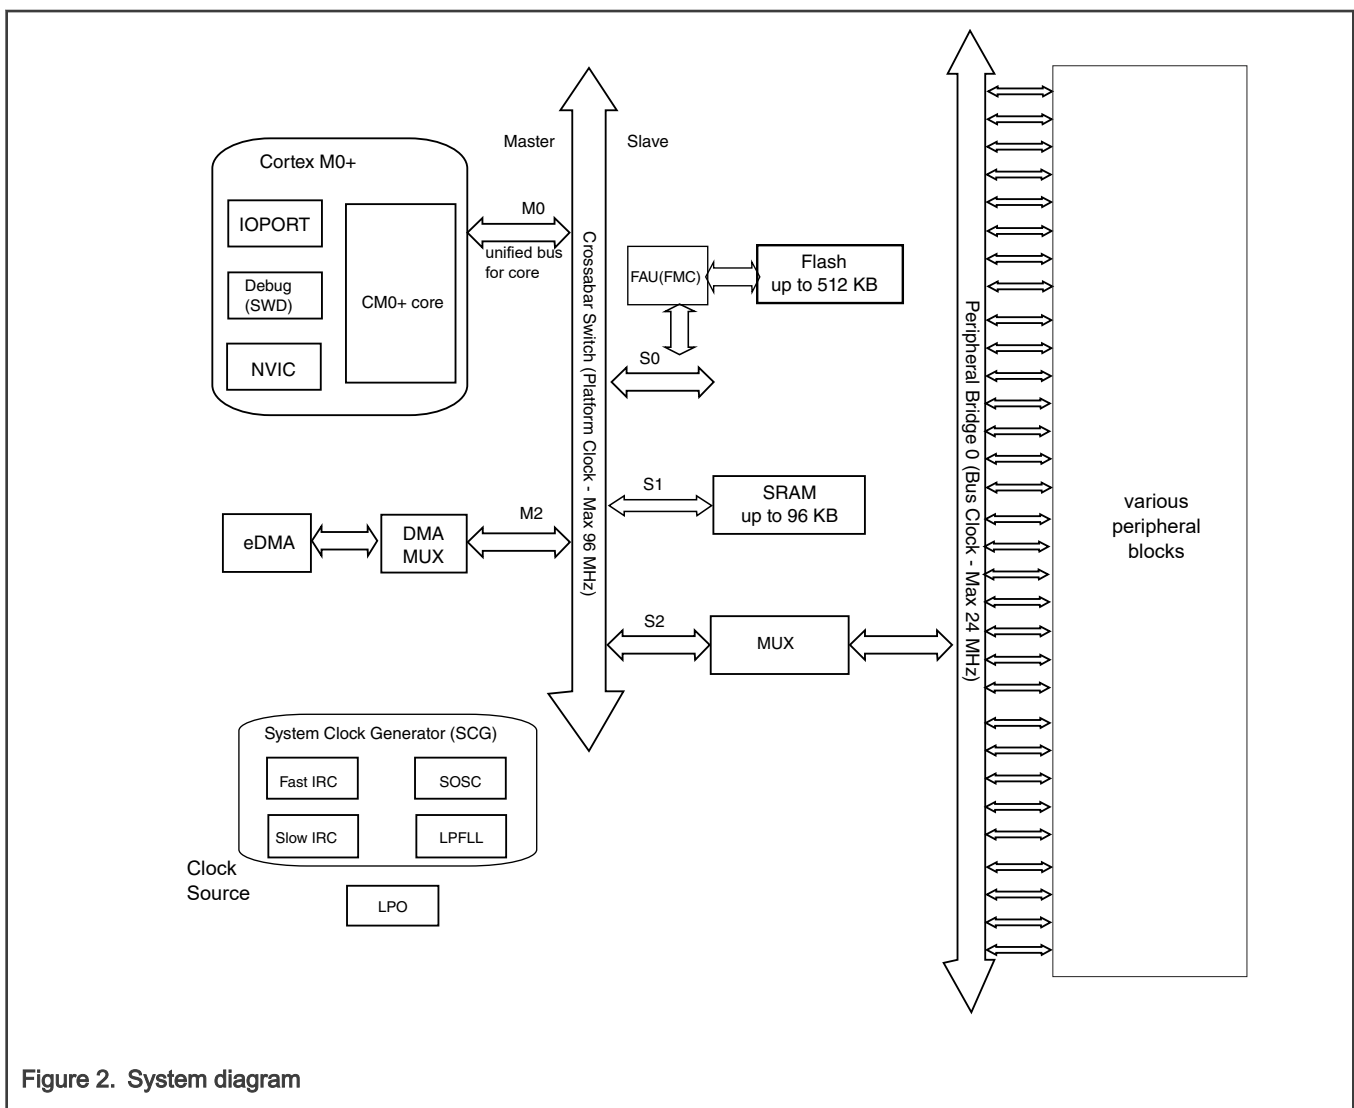 Master
Slave
Cortex M0+
IOPORT
Debug
(SWD)
NVIC
CM0+ core
M0
unified bus
for core
Crossabar Switch (Platform Clock - Max 96 MHz)
FAU(FMC)
Flash
up to 512 KB
S0
S1
SRAM
up to 96 KB
eDMA
DMA
MUX
M2
S2
MUX
Peripheral Bridge 0 (Bus Clock - Max 24 MHz)
various
peripheral
blocks
System Clock Generator (SCG)
Fast IRC
SOSC
Slow IRC
LPFLL
Clock
Source
LPO
Figure 2. System diagram